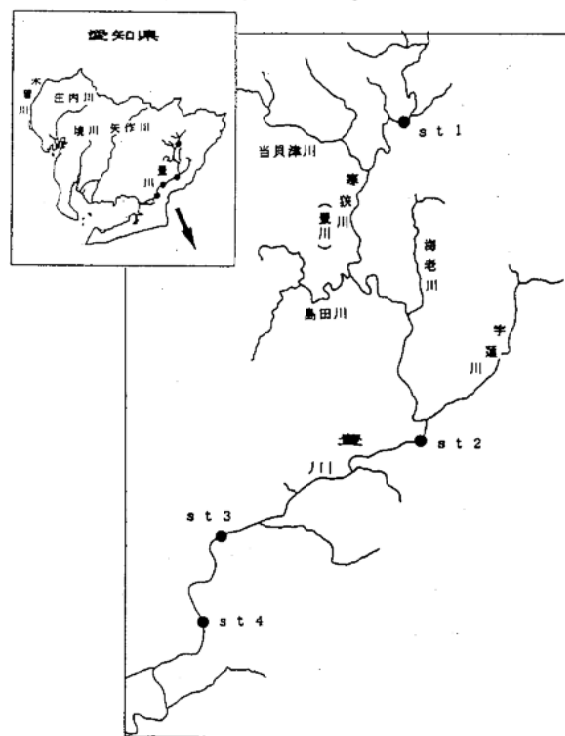 愛知県
木曽川
庄内川
境川
矢作川
豊川
st1
当貝津川
寒狭川
(豊川)
海老川
島田川
宇蓮川
st2
豊川
st3
st4